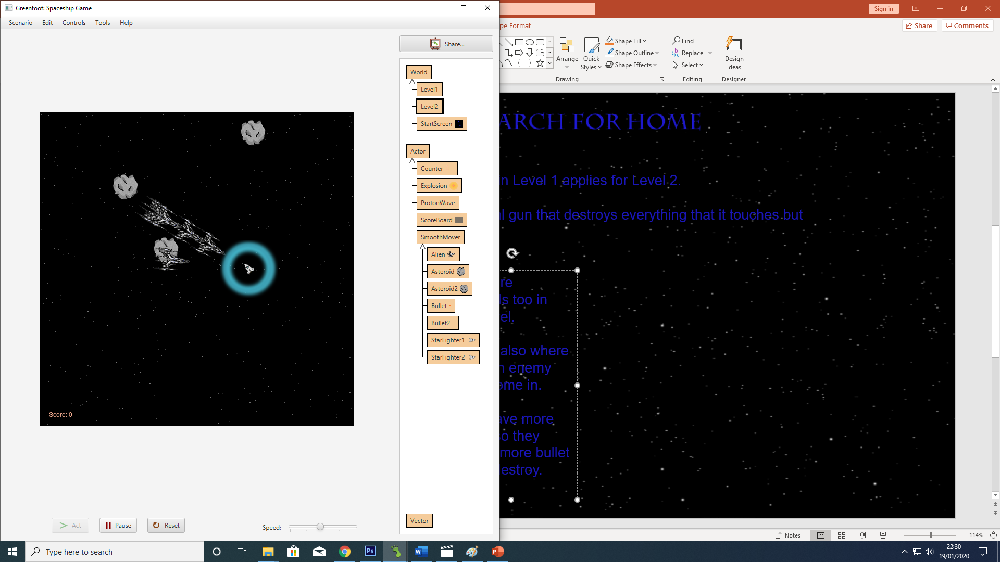 Greenfoot: Spaceship Game
Scenario Edit Controls Tools Help
Share...
World
Level1
Level2
StartScreen
Actor
Counter
Explosion
ProtonWave
ScoreBoard
SmoothMover
Alien
Asteroid
Asteroid2
Bullet
Bullet2
StarFighter1
StarFighter2
Vector
Score: 0
Act Pause Reset Speed:
Sign in
pe Format
Share Comments
Arrange
Quick
Styles
Shape Fill
Shape Outline
Shape Effects
Drawing
Find
Replace
Select
Editing
Design
Ideas
Designer
ARCH FOR HOME
n Level 1 applies for Level 2.
l gun that destroys everything that it touches but
re
ls too in
el.
also where
n enemy
ome in.
ave more
o they
more bullet
estroy.
Notes 114%
Type here to search
22:30
19/01/2020